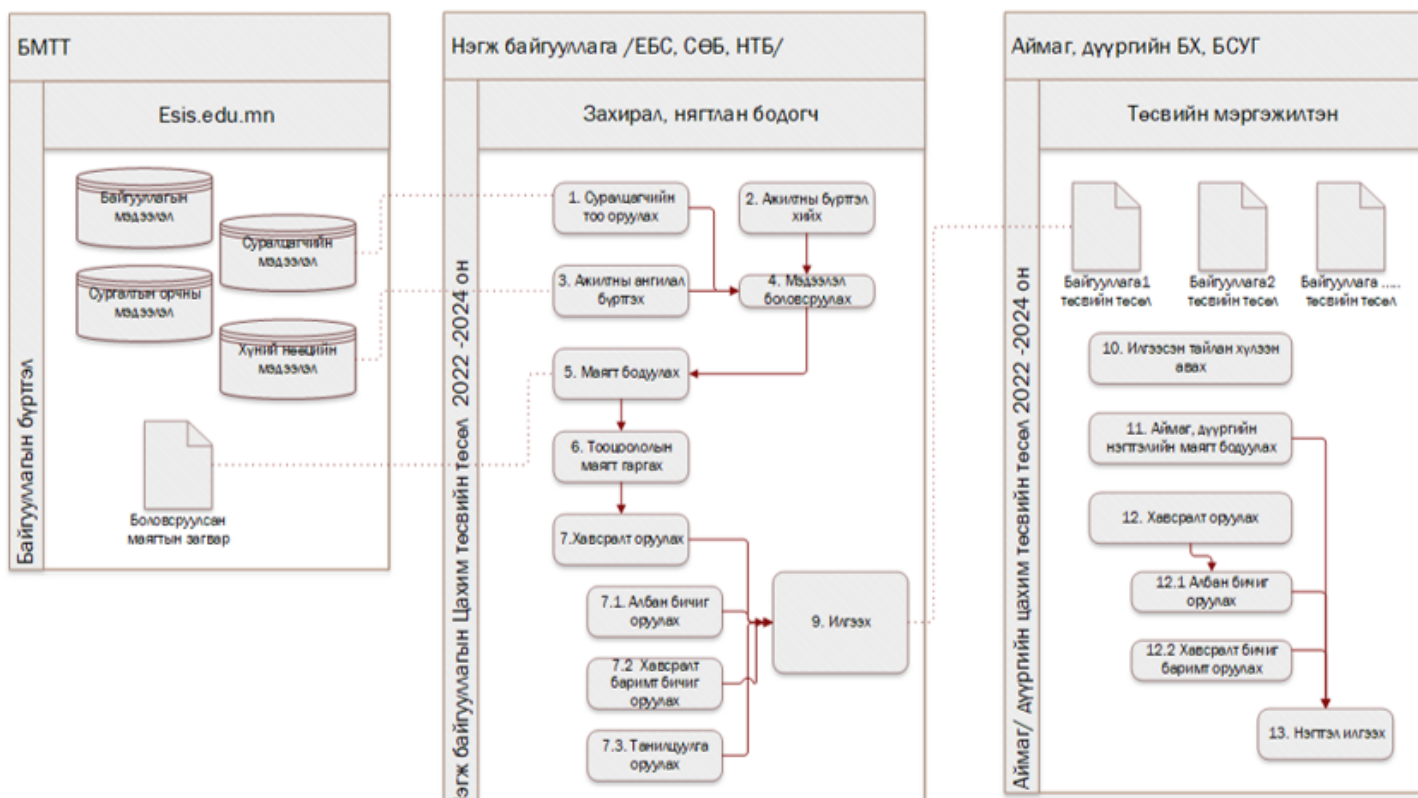 БМТТ
Байгууллагын бүртгэл
Esis.edu.mn
Байгууллагын
мэдээлэл
Суралцагчийн
мэдээлэл
Сургалтын орчны
мэдээлэл
Хүний нөөцийн
мэдээлэл
Боловсруулсан
маягтын загвар
Нэгж байгууллага /ЕБС, СӨБ, НТБ/
эгж байгууллагын Цахим төсвийн төсөл 2022 -2024 он
Захирал, нягтлан бодогч
1. Суралцагчийн
тоо оруулах
2. Ажилтны бүртгэл
хийх
3. Ажилтны ангилал
бүртгэх
4. Мэдээлэл
боловсруулах
5. Маягт бодуулах
6. Тооцоололын
маягт гаргах
7.Хавсралт оруулах
7.1. Албан бичиг
оруулах
7.2 Хавсралт
баримт бичиг
оруулах
7.3. Танилцуулга
оруулах
9. Илгээх
Аймаг, дүүргийн БХ, БСУГ
Аймаг/ дүүргийн цахим төсвийн төсөл 2022 -2024 он
Төсвийн мэргэжилтэн
Байгууллага1
төсвийн төсөл
Байгууллага2
төсвийн төсөл
Байгууллага .....
төсвийн төсөл
10. Илгээсэн тайлан хүлээн
авах
11. Аймаг, дүүргийн
нэгтгэлийн маягт бодуулах
12. Хавсралт оруулах
12.1 Албан бичиг
оруулах
12.2 Хавсралт бичиг
баримт оруулах
13. Нэгтгэл илгээх